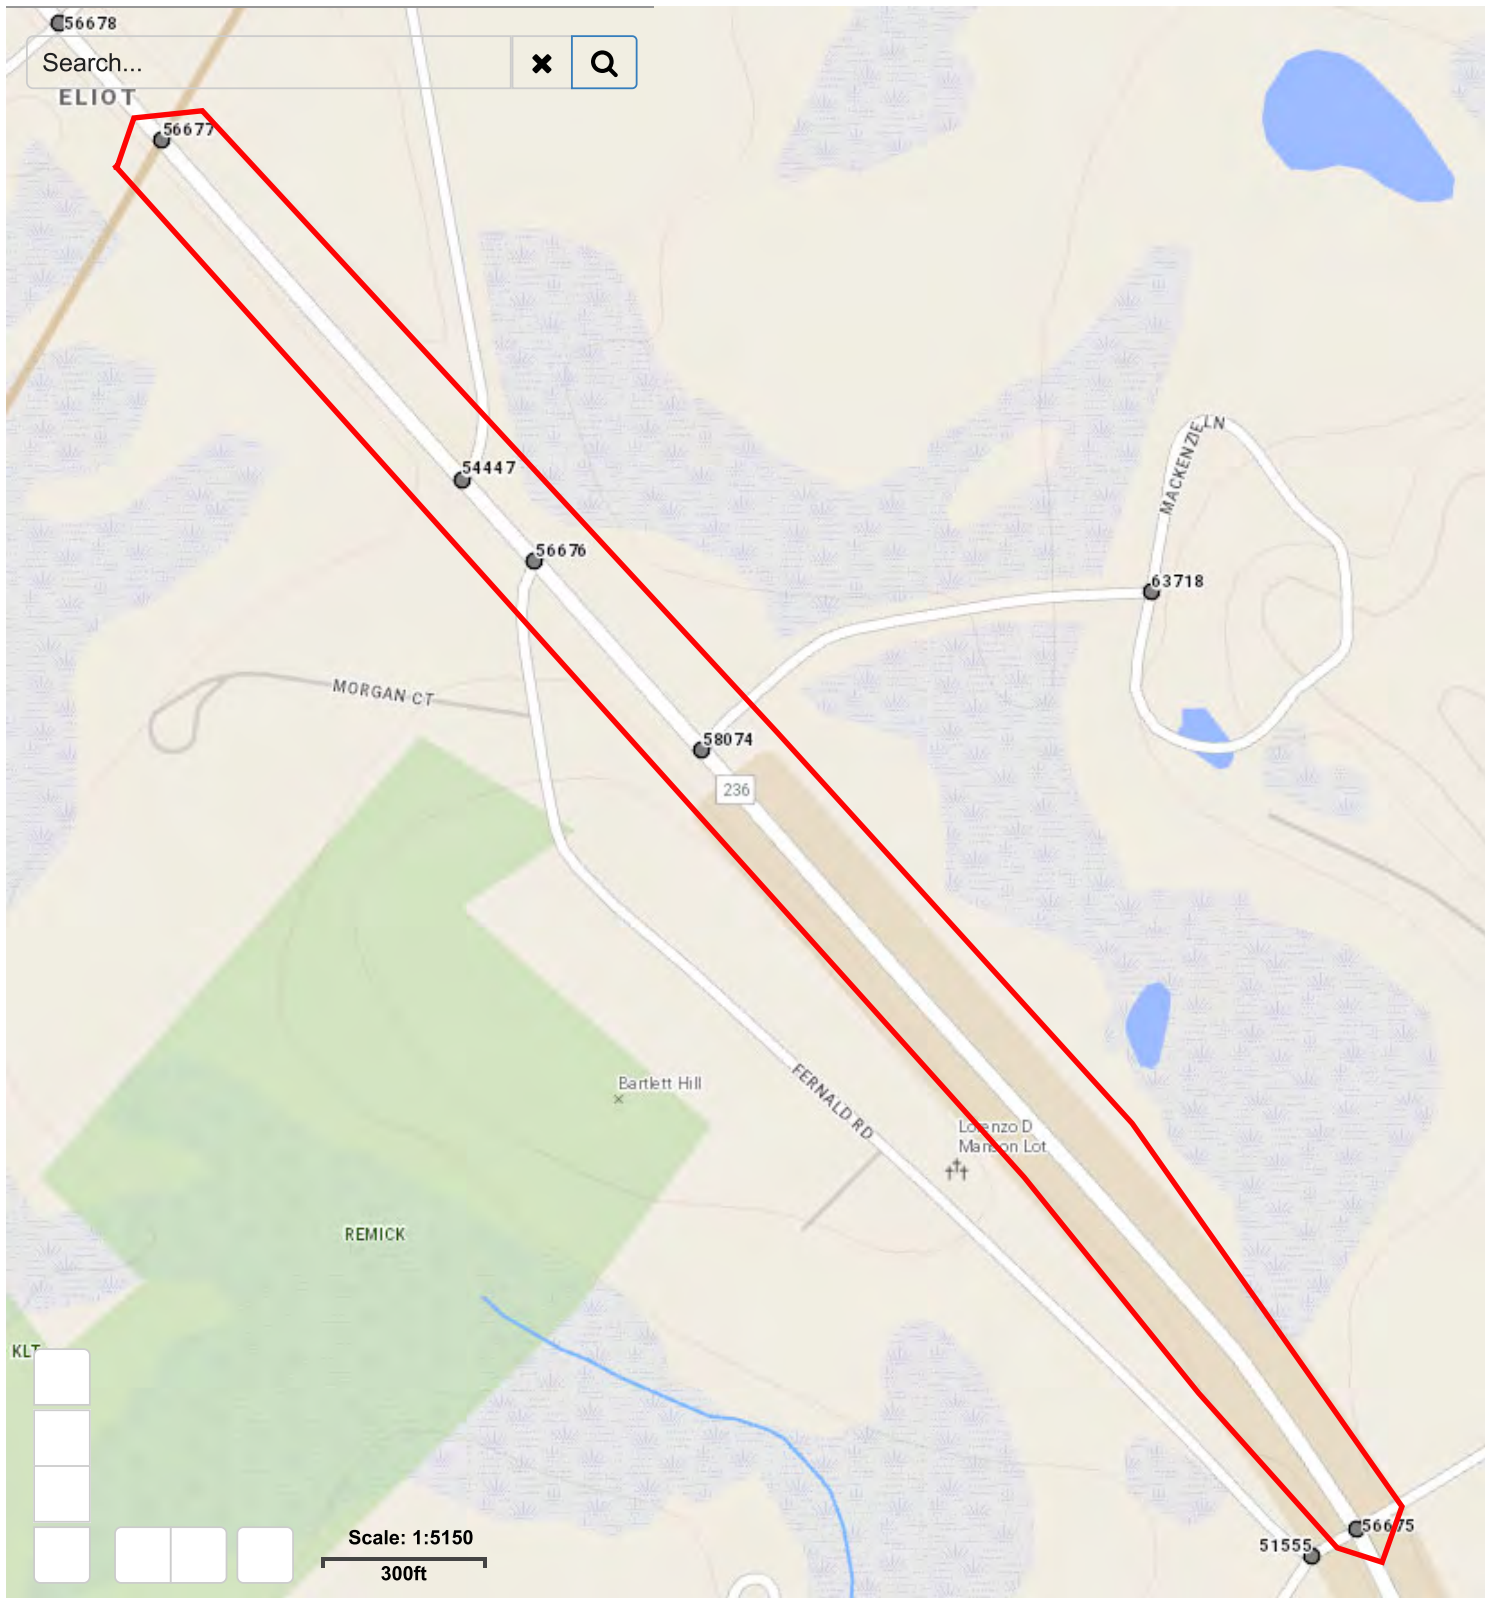 56678
Search...
ELIOT
56677
54447
56676
MACKENZIE LN
63718
MORGAN CT
58074
236
FERNALD RD
Bartlett Hill
Lorenzo D
Manson Lot
REMICK
KLT
Scale: 1:5150
300ft
56675
51555